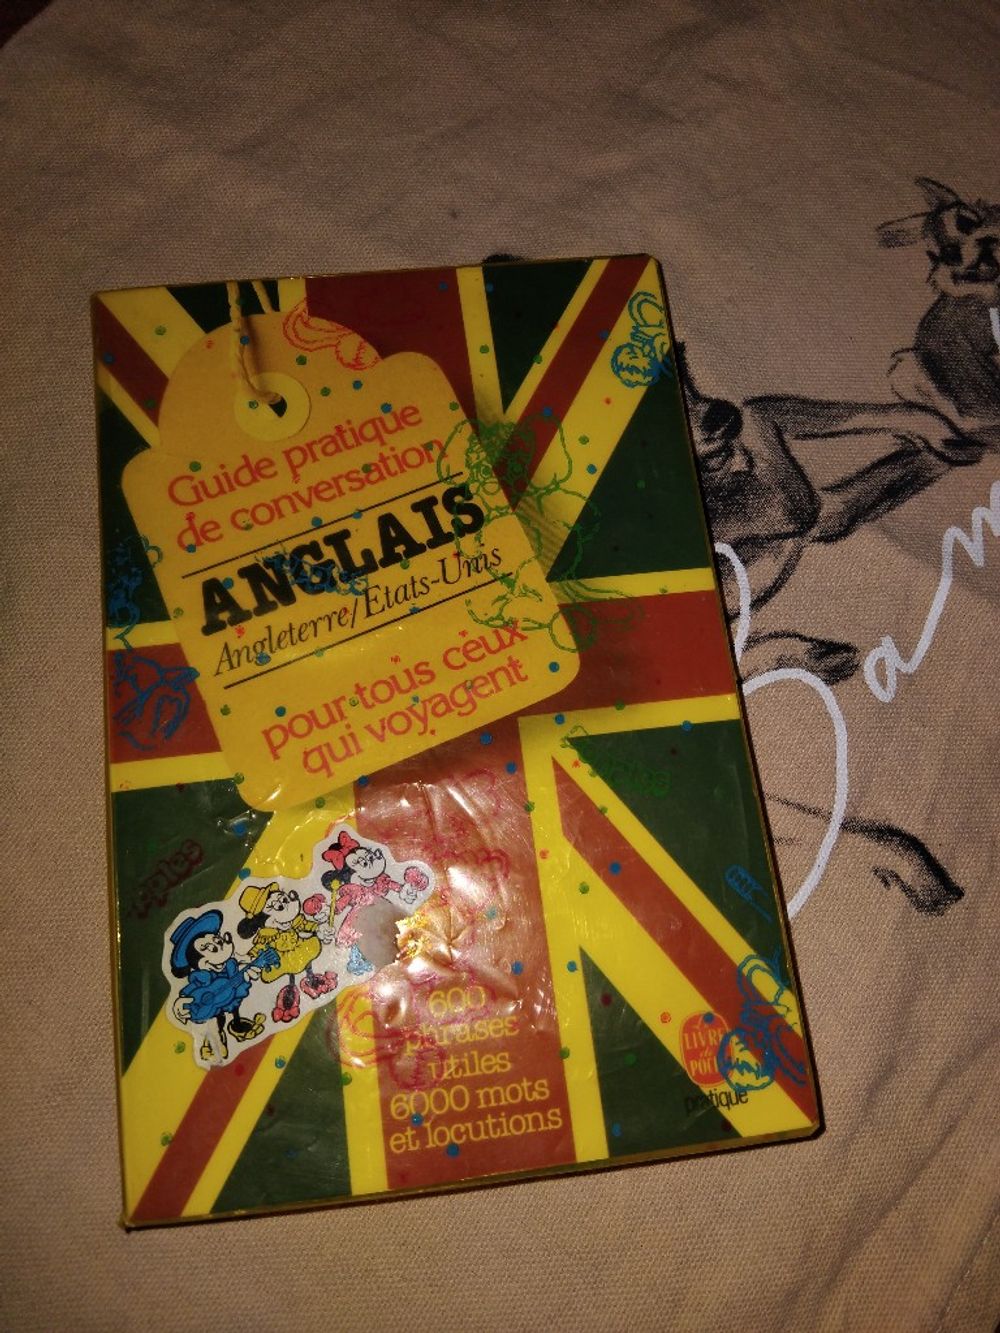 Guide pratique
de conversation
ANGLAIS
Angleterre/Etats-Unis
pour tous ceux
qui voyagent
600
phrases
utiles
6000 mots
et locutions
LIVRE
de
POCHE
pratique